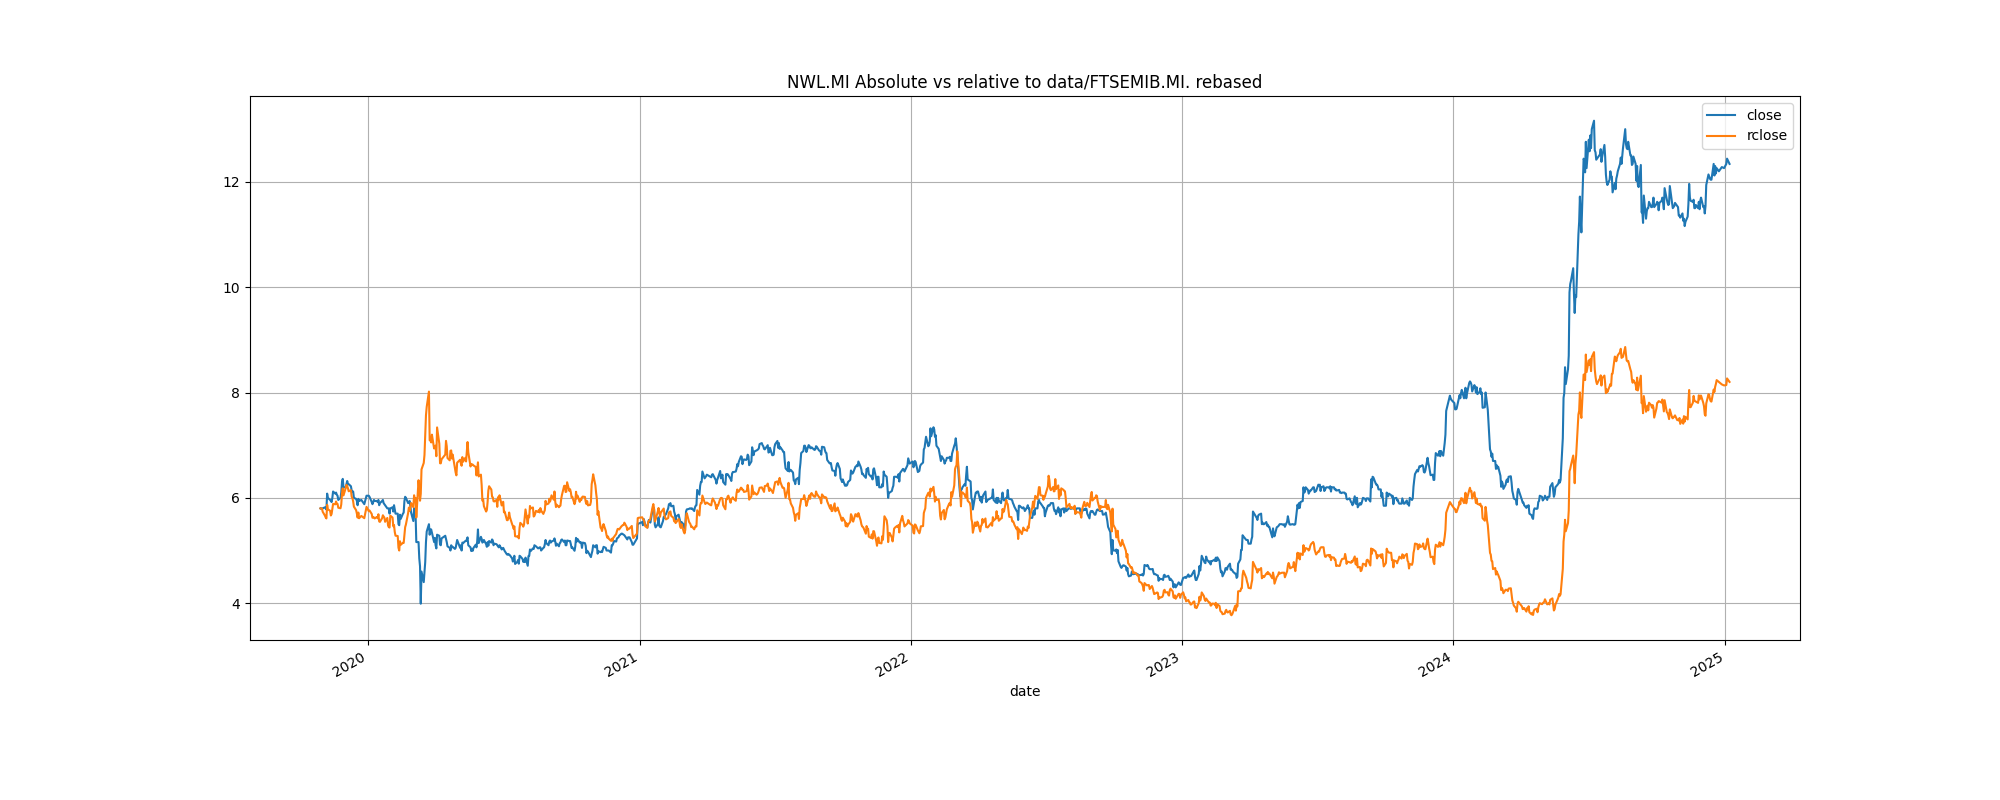 NWL.MI Absolute vs relative to data/FTSEMIB.MI. rebased
close
rclose
12
10
8
6
4
2020
2021
2022
2023
2024
2025
date